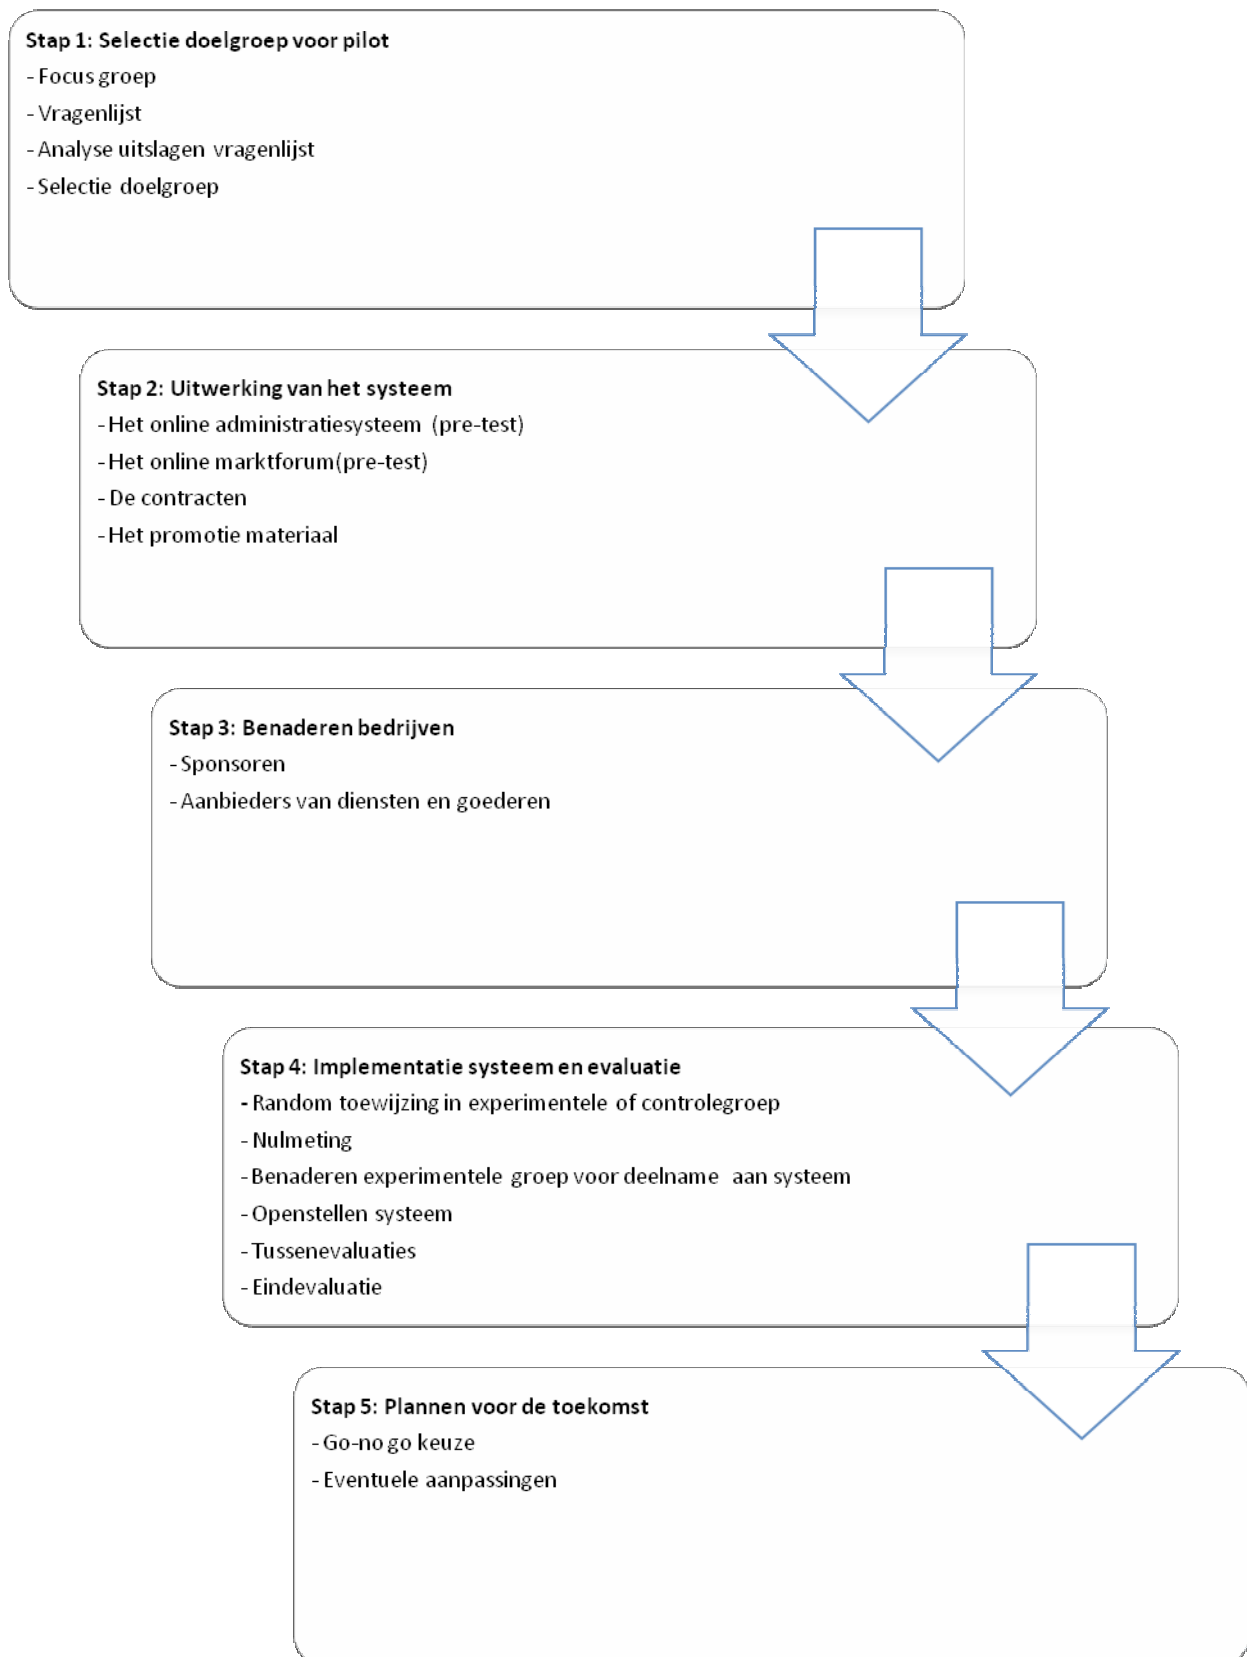 Stap 1: Selectie doelgroep voor pilot
- Focus groep
- Vragenlijst
- Analyse uitslagen vragenlijst
- Selectie doelgroep
Stap 2: Uitwerking van het systeem
- Het online administratiesysteem (pre-test)
- Het online marktforum(pre-test)
- De contracten
- Het promotie materiaal
Stap 3: Benaderen bedrijven
- Sponsoren
- Aanbieders van diensten en goederen
Stap 4: Implementatie systeem en evaluatie
- Random toewijzing in experimentele of controlegroep
- Nulmeting
- Benaderen experimentele groep voor deelname aan systeem
- Openstellen systeem
- Tussenevaluaties
- Eindevaluatie
Stap 5: Plannen voor de toekomst
- Go-no go keuze
- Eventuele aanpassingen